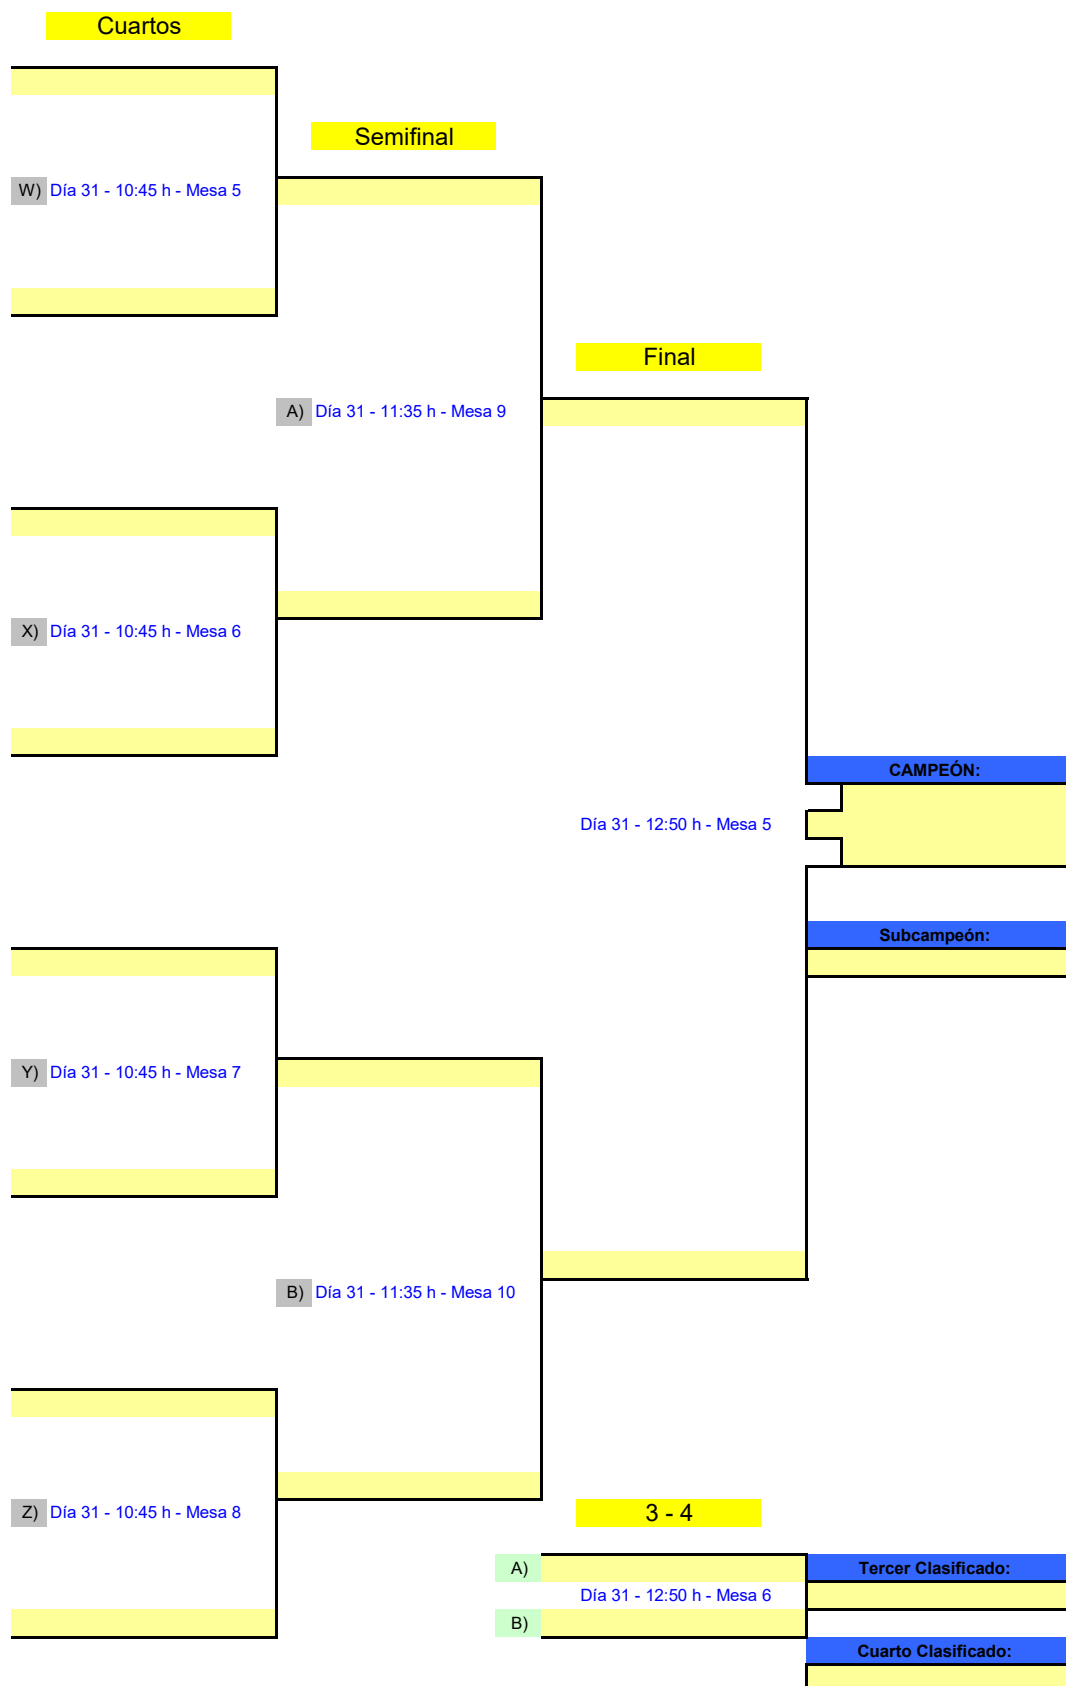 Cuartos
Semifinal
W) Día 31 - 10:45 h - Mesa 5
Final
A) Día 31 - 11:35 h - Mesa 9
X) Día 31 - 10:45 h - Mesa 6
CAMPEÓN:
Día 31 - 12:50 h - Mesa 5
Subcampeón:
Y) Día 31 - 10:45 h - Mesa 7
B) Día 31 - 11:35 h - Mesa 10
Z) Día 31 - 10:45 h - Mesa 8
3 - 4
A)
Tercer Clasificado:
Día 31 - 12:50 h - Mesa 6
B)
Cuarto Clasificado: